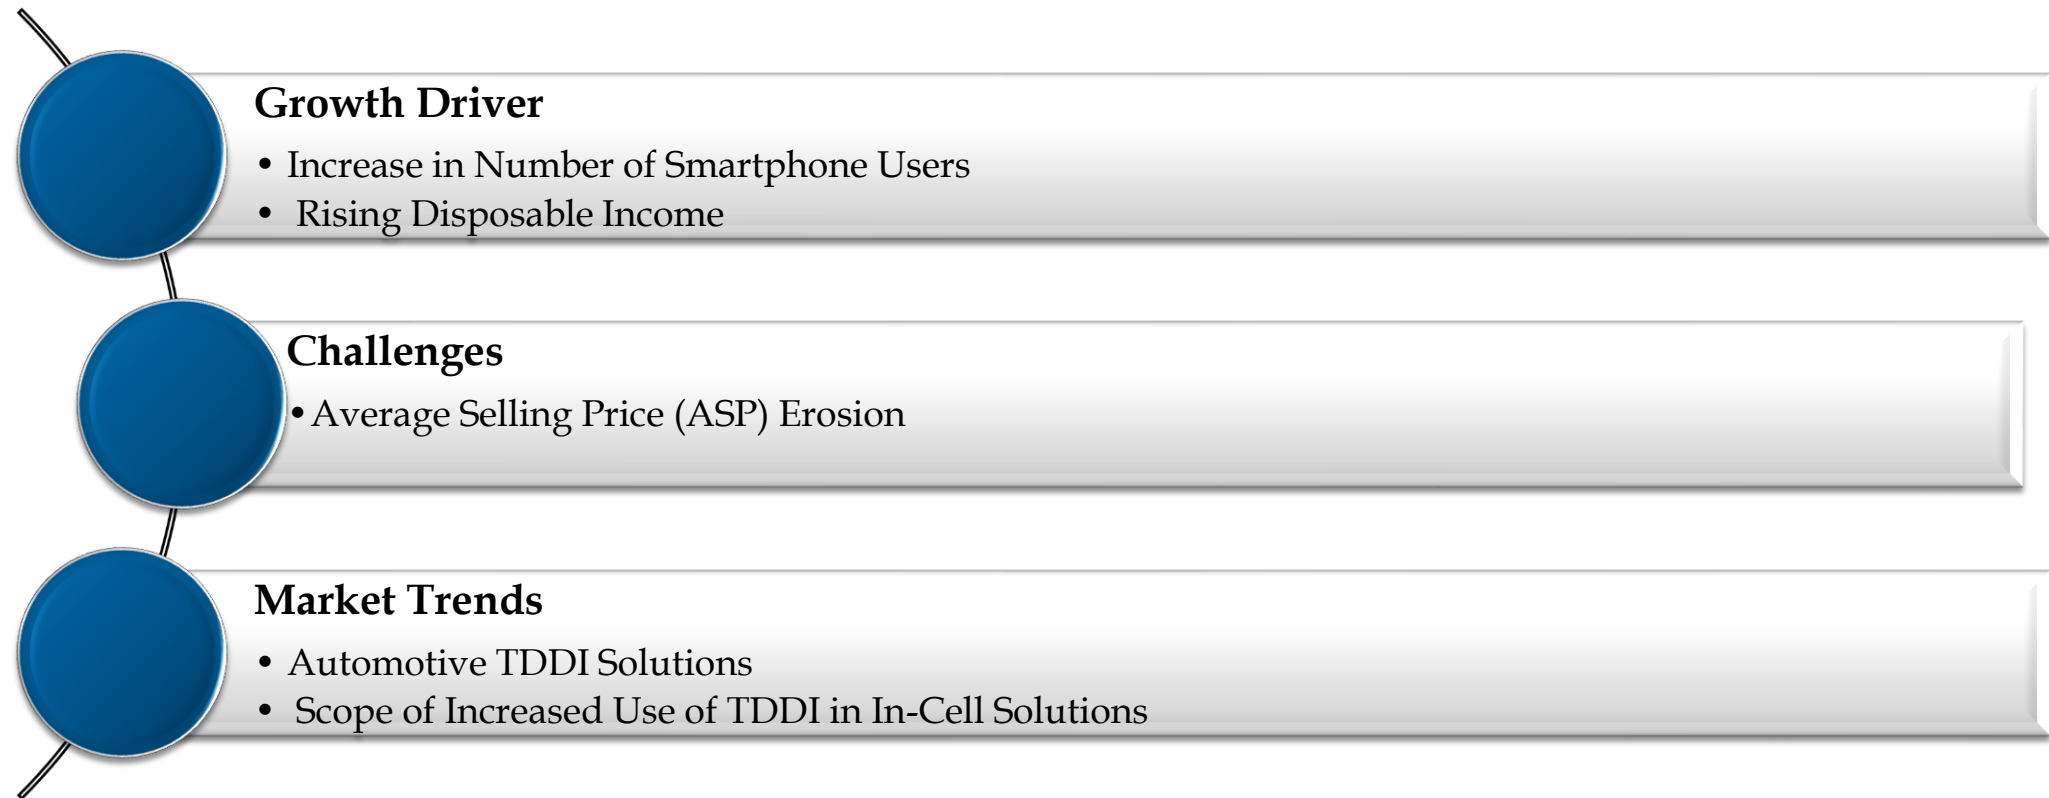 Growth Driver
• Increase in Number of Smartphone Users
• Rising Disposable Income
Challenges
• Average Selling Price (ASP) Erosion
Market Trends
• Automotive TDDI Solutions
• Scope of Increased Use of TDDI in In-Cell Solutions